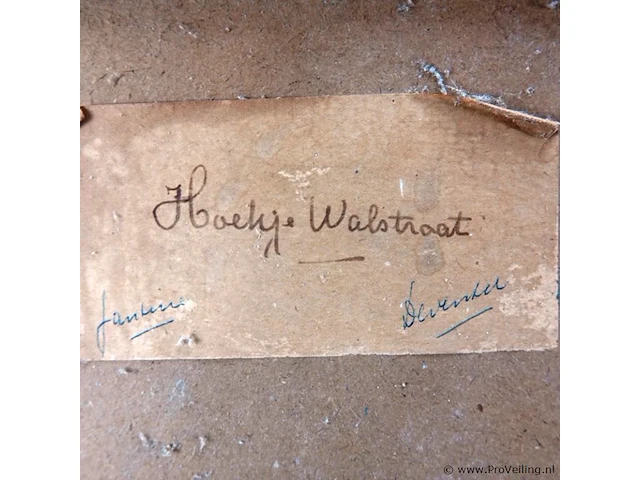 Hoekje Walstraat
Deventer
© www.ProVeiling.nl